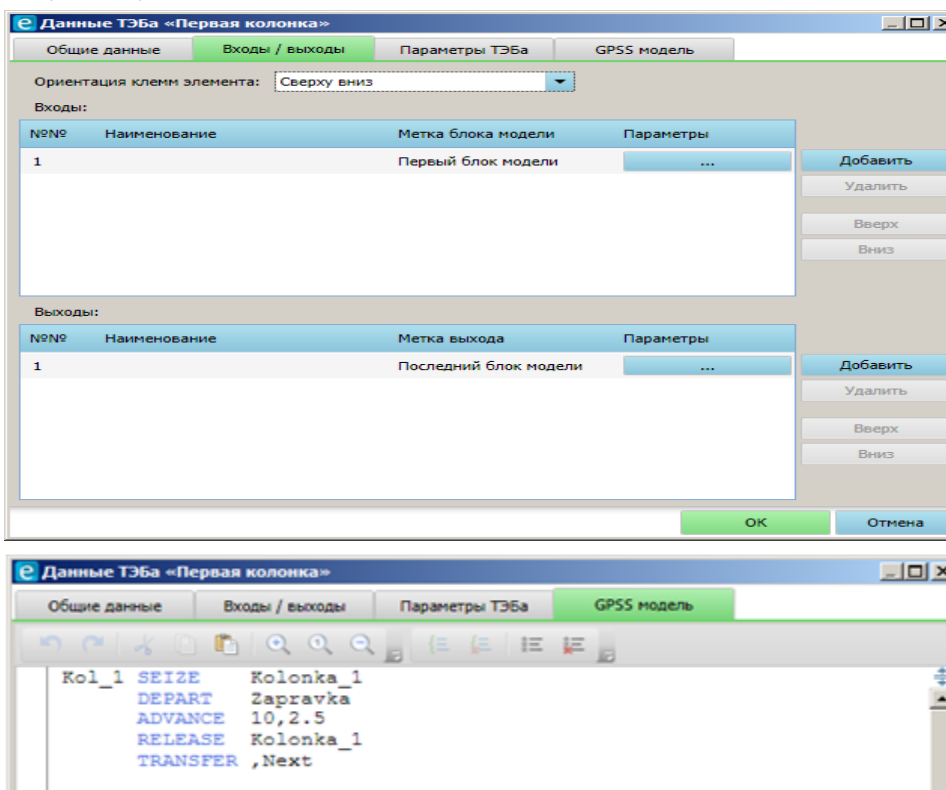 Данные ТЭБа «Первая колонка»
Общие данные Входы / выходы Параметры ТЭБа GPSS модель
Ориентация клемм элемента: Сверху вниз
Входы:
№№ Наименование Метка блока модели Параметры
1 Первый блок модели ... Добавить
Удалить
Вверх
Вниз
Выходы:
№№ Наименование Метка выхода Параметры
1 Последний блок модели ... Добавить
Удалить
Вверх
Вниз
ОК Отмена
Данные ТЭБа «Первая колонка»
Общие данные Входы / выходы Параметры ТЭБа GPSS модель
Kol_1 SEIZE Kolonka_1
DEPART Zapravka
ADVANCE 10,2.5
RELEASE Kolonka_1
TRANSFER ,Next